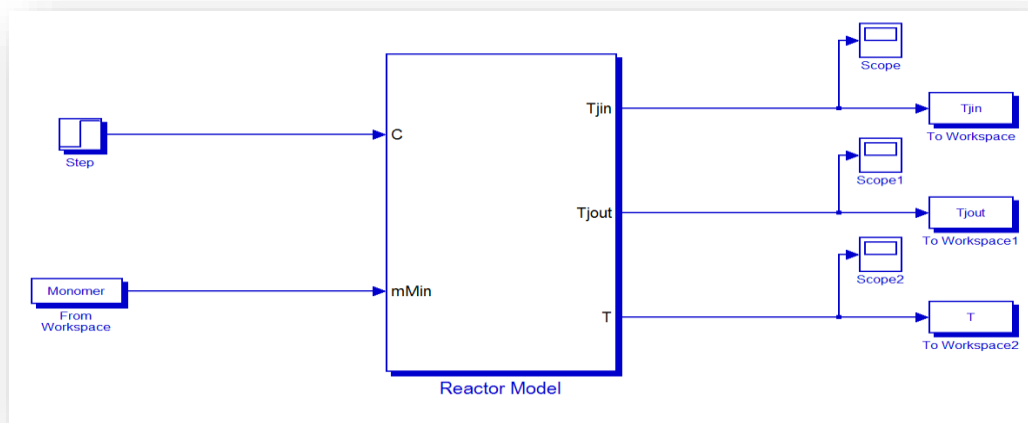 Scope
Tjin
Tjin
To Workspace
C
Step
Scope1
Tjout
Tjout
To Workspace1
Monomer
From
Workspace
mMin
Scope2
T
T
To Workspace2
Reactor Model